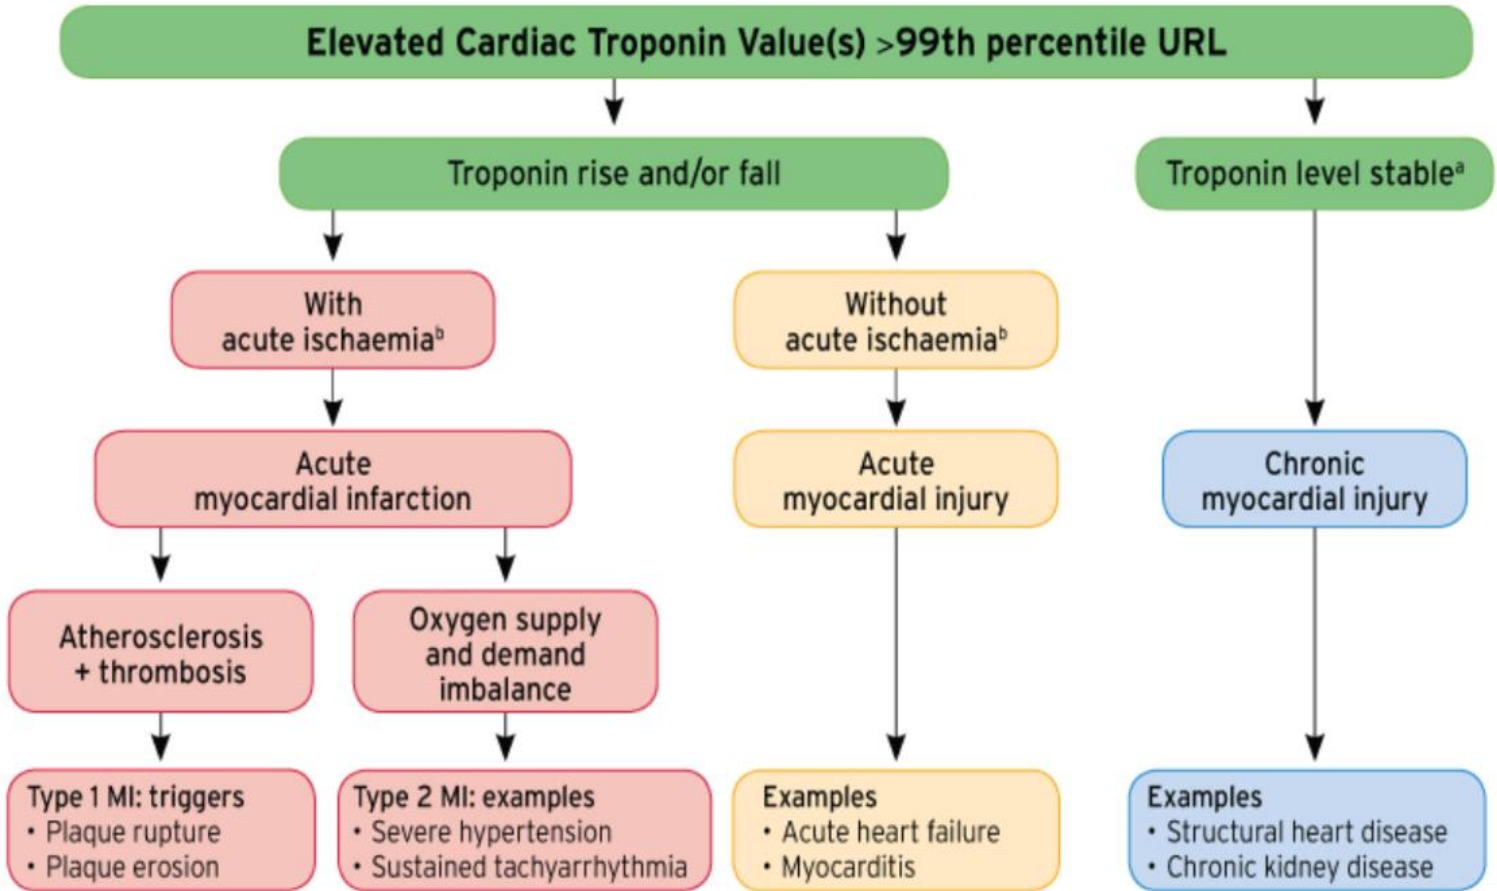 Elevated Cardiac Troponin Value(s) >99th percentile URL
Troponin rise and/or fall
Troponin level stableᵃ
With
acute ischaemiaᵇ
Without
acute ischaemiaᵇ
Acute
myocardial infarction
Acute
myocardial injury
Chronic
myocardial injury
Atherosclerosis
+ thrombosis
Oxygen supply
and demand
imbalance
Type 1 MI: triggers
• Plaque rupture
• Plaque erosion
Type 2 MI: examples
• Severe hypertension
• Sustained tachyarrhythmia
Examples
• Acute heart failure
• Myocarditis
Examples
• Structural heart disease
• Chronic kidney disease